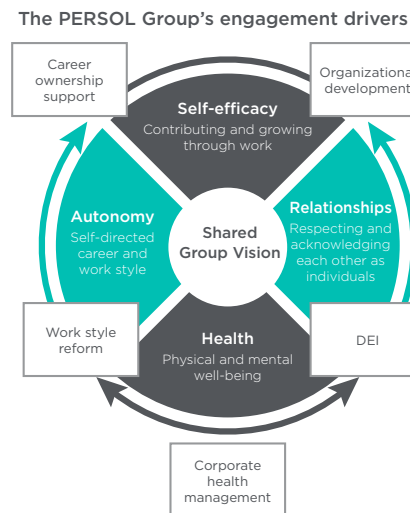 The PERSOL Group’s engagement drivers
Career
ownership
support
Organizational
development
Self-efficacy
Contributing and growing
through work
Autonomy
Self-directed
career and
work style
Shared
Group Vision
Relationships
Respecting and
acknowledging
each other as
individuals
Work style
reform
Health
Physical and mental
well-being
DEI
Corporate
health
management